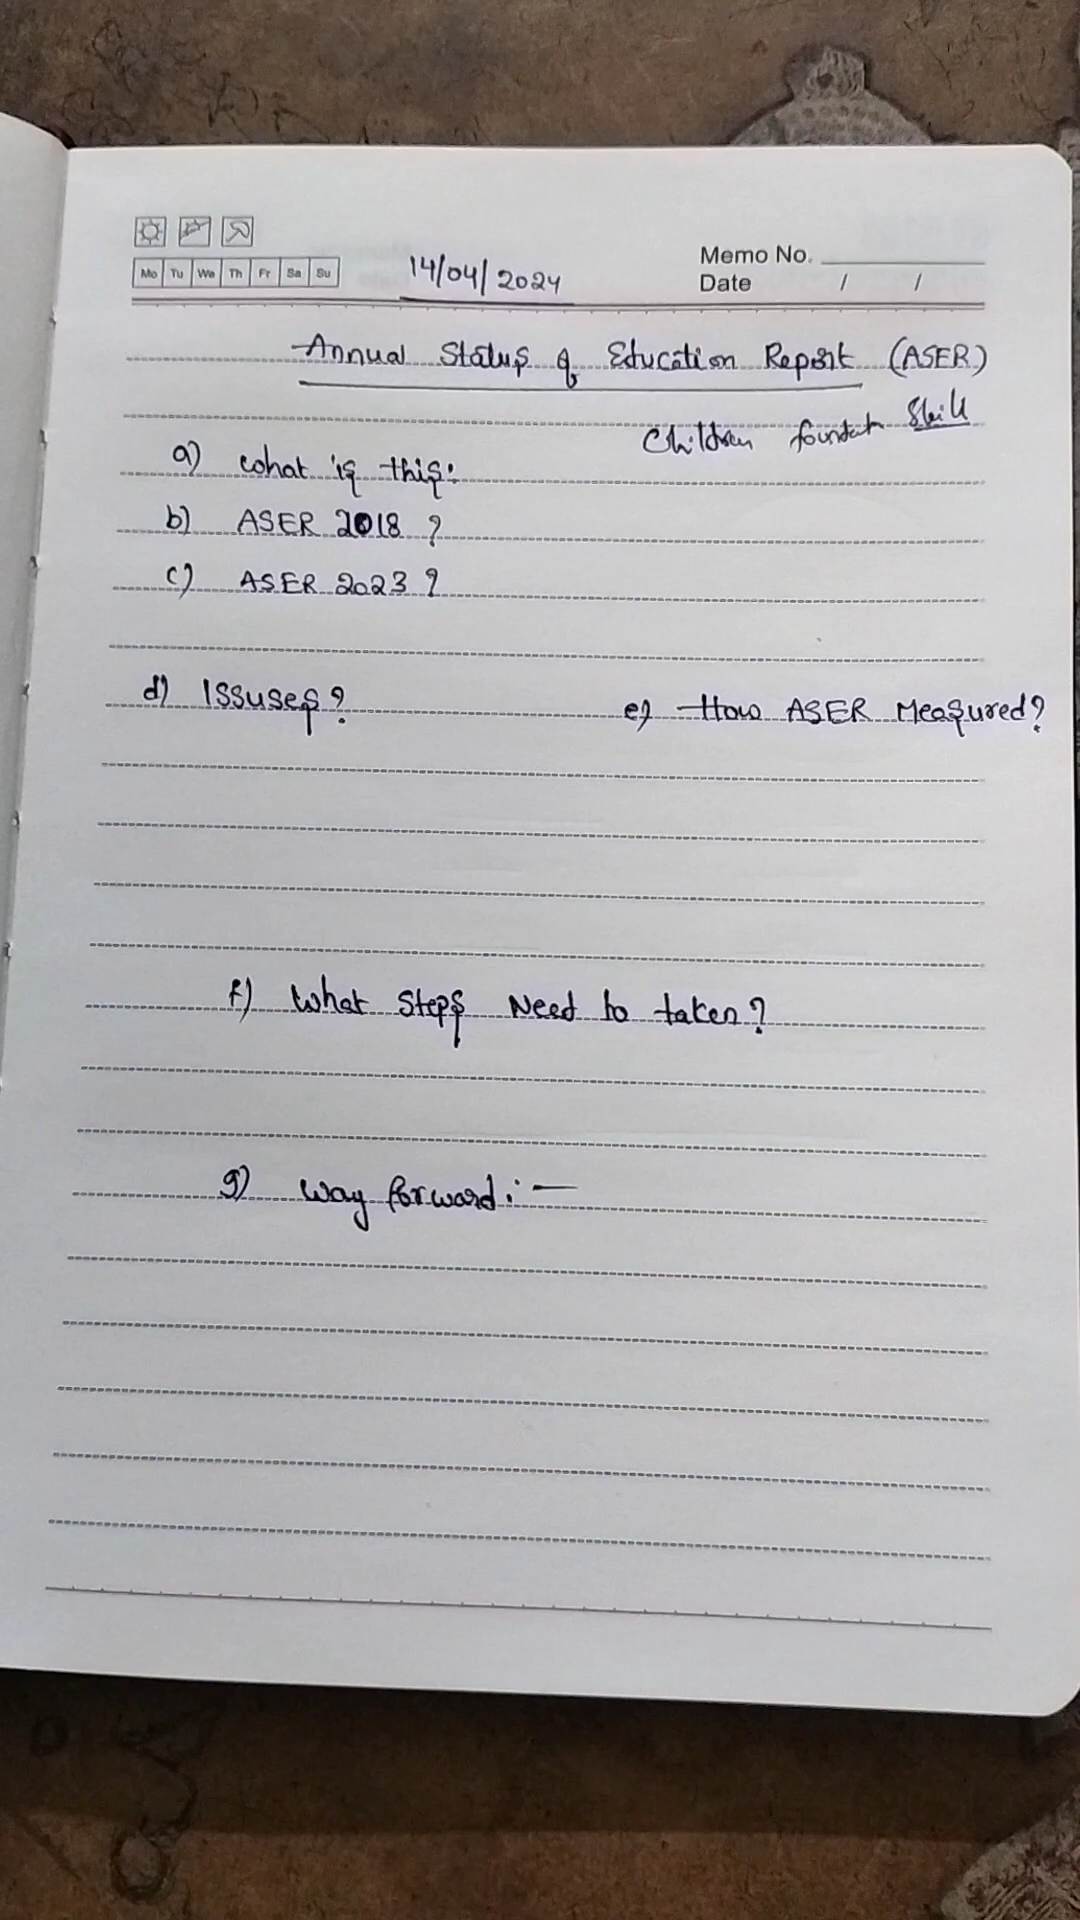 Mo Tu We Th Fr Sa Su
14/04/2024
Memo No.
Date / /
Annual Status of Education Report (ASER)
Children foundatn Skill
a) What is this:
b) ASER 2018 ?
c) ASER 2023 ?
d) Issuses ?
e) How ASER Measured ?
f) What Steps Need to taken ?
g) Way forward : —